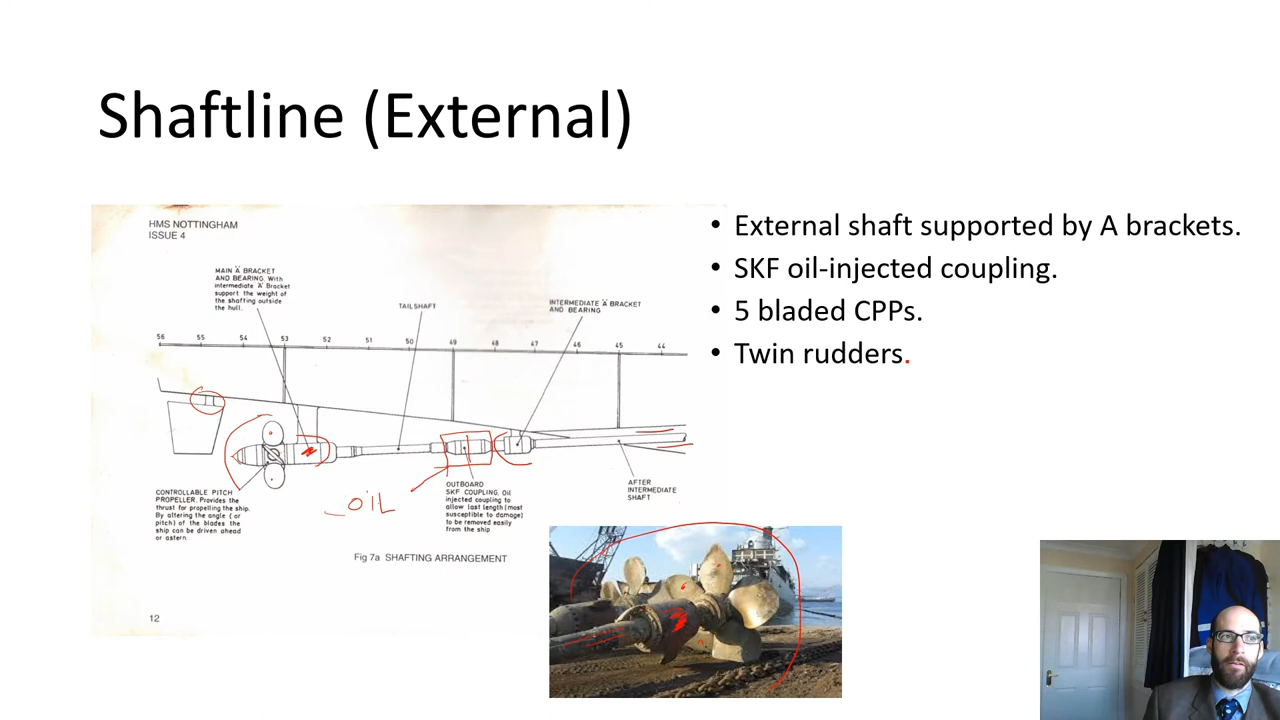 Shaftline (External)
HMS NOTTINGHAM
ISSUE 4
MAIN 'A' BRACKET
AND BEARING. With
intermediate 'A' Bracket
support the weight of
the shafting outside
the hull.
TAILSHAFT
INTERMEDIATE 'A' BRACKET
AND BEARING
56 55 54 53 52 51 50 49 48 47 46 45 44
CONTROLLABLE PITCH
PROPELLER. Provides the
thrust for propelling the ship.
By altering the angle (or
pitch) of the blades the
ship can be driven ahead
or astern.
OIL
OUTBOARD
SKF COUPLING. Oil
injected coupling to
allow last length (most
susceptible to damage)
to be removed easily
from the ship
AFTER
INTERMEDIATE
SHAFT
Fig 7a SHAFTING ARRANGEMENT
12
• External shaft supported by A brackets.
• SKF oil-injected coupling.
• 5 bladed CPPs.
• Twin rudders.